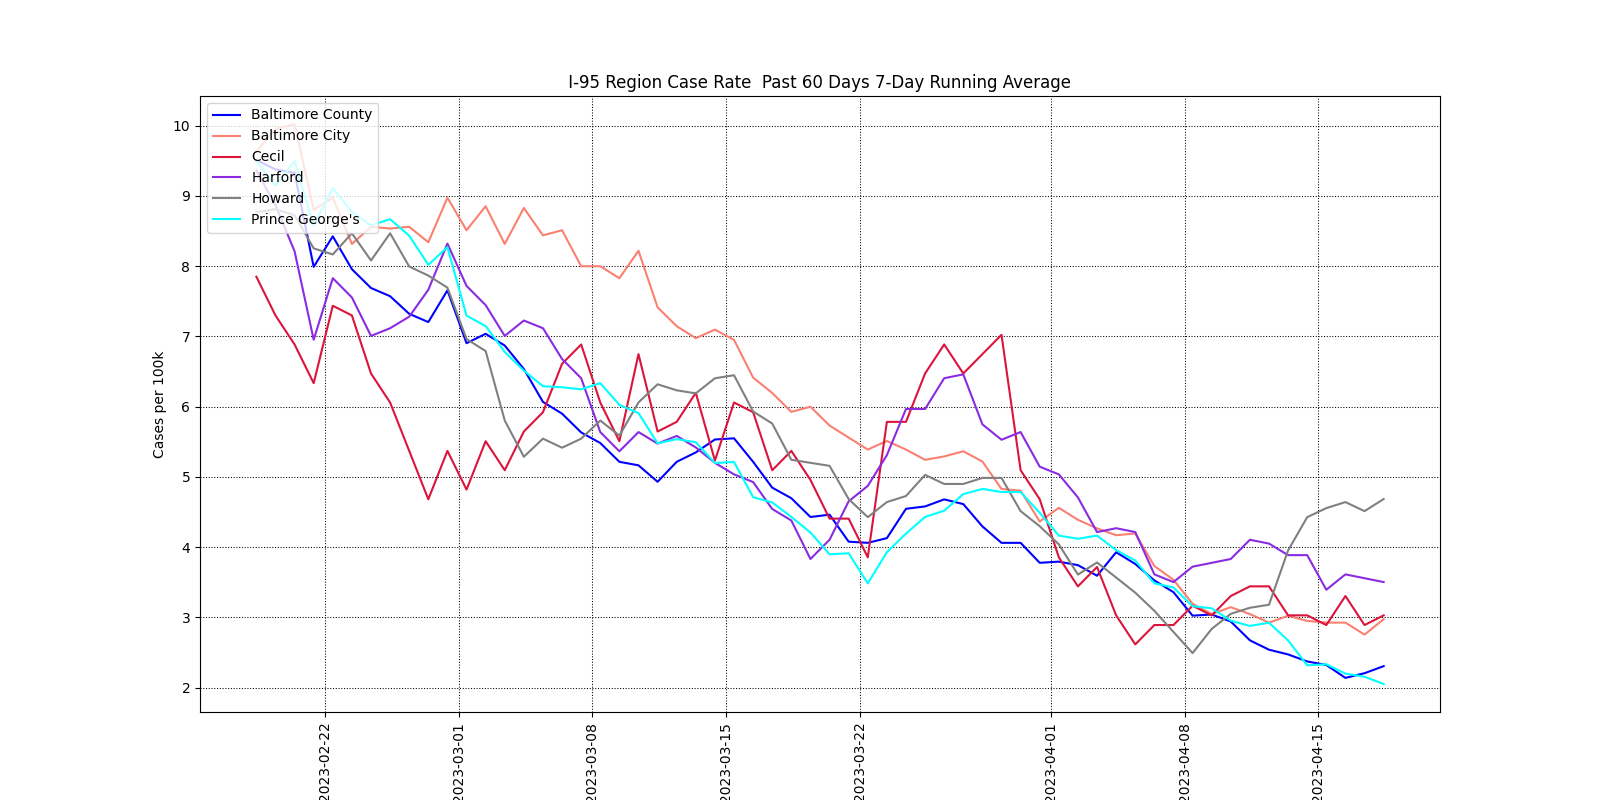 I-95 Region Case Rate  Past 60 Days 7-Day Running Average
Baltimore County
Baltimore City
Cecil
Harford
Howard
Prince George's
Cases per 100k
10
9
8
7
6
5
4
3
2
2023-02-22
2023-03-01
2023-03-08
2023-03-15
2023-03-22
2023-04-01
2023-04-08
2023-04-15